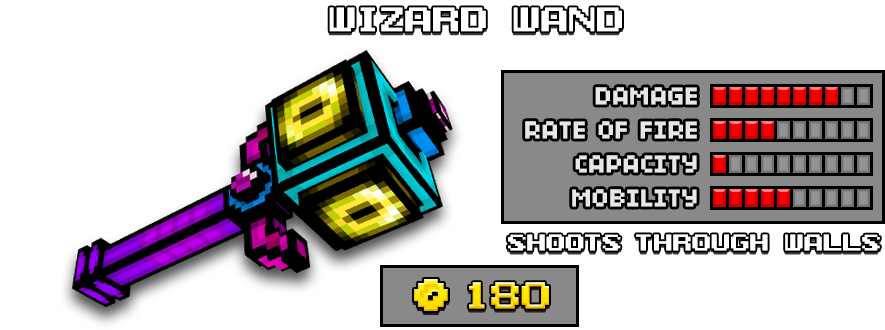 WIZARD WAND
DAMAGE
RATE OF FIRE
CAPACITY
MOBILITY
SHOOTS THROUGH WALLS
180